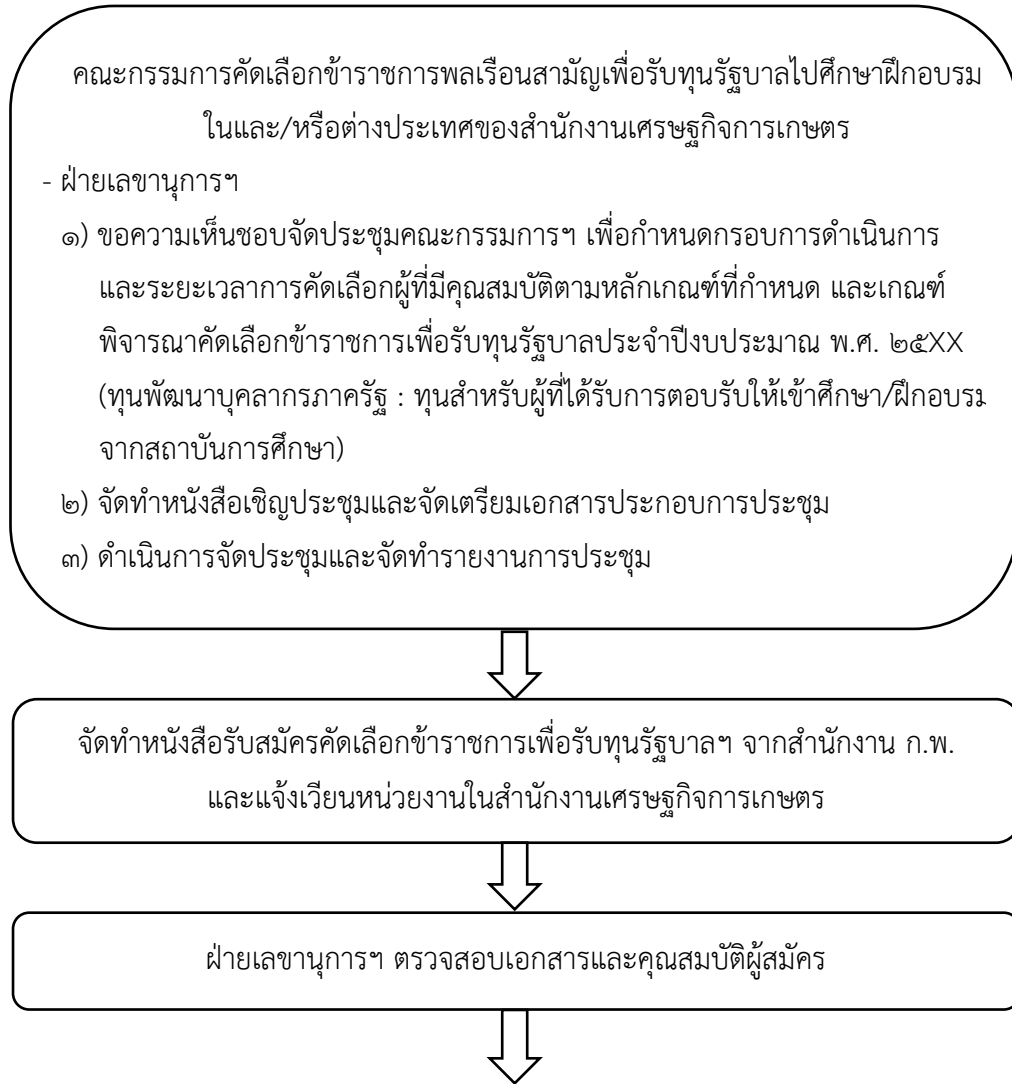 คณะกรรมการคัดเลือกข้าราชการพลเรือนสามัญเพื่อรับทุนรัฐบาลไปศึกษาฝึกอบรม
ในและ/หรือต่างประเทศของสำนักงานเศรษฐกิจการเกษตร
- ฝ่ายเลขานุการฯ
๑) ขอความเห็นชอบจัดประชุมคณะกรรมการฯ เพื่อกำหนดกรอบการดำเนินการ
และระยะเวลาการคัดเลือกผู้ที่มีคุณสมบัติตามหลักเกณฑ์ที่กำหนด และเกณฑ์
พิจารณาคัดเลือกข้าราชการเพื่อรับทุนรัฐบาลประจำปีงบประมาณ พ.ศ. ๒๕XX
(ทุนพัฒนาบุคลากรภาครัฐ : ทุนสำหรับผู้ที่ได้รับการตอบรับให้เข้าศึกษา/ฝึกอบรม
จากสถาบันการศึกษา)
๒) จัดทำหนังสือเชิญประชุมและจัดเตรียมเอกสารประกอบการประชุม
๓) ดำเนินการจัดประชุมและจัดทำรายงานการประชุม
จัดทำหนังสือรับสมัครคัดเลือกข้าราชการเพื่อรับทุนรัฐบาลฯ จากสำนักงาน ก.พ.
และแจ้งเวียนหน่วยงานในสำนักงานเศรษฐกิจการเกษตร
ฝ่ายเลขานุการฯ ตรวจสอบเอกสารและคุณสมบัติผู้สมัคร